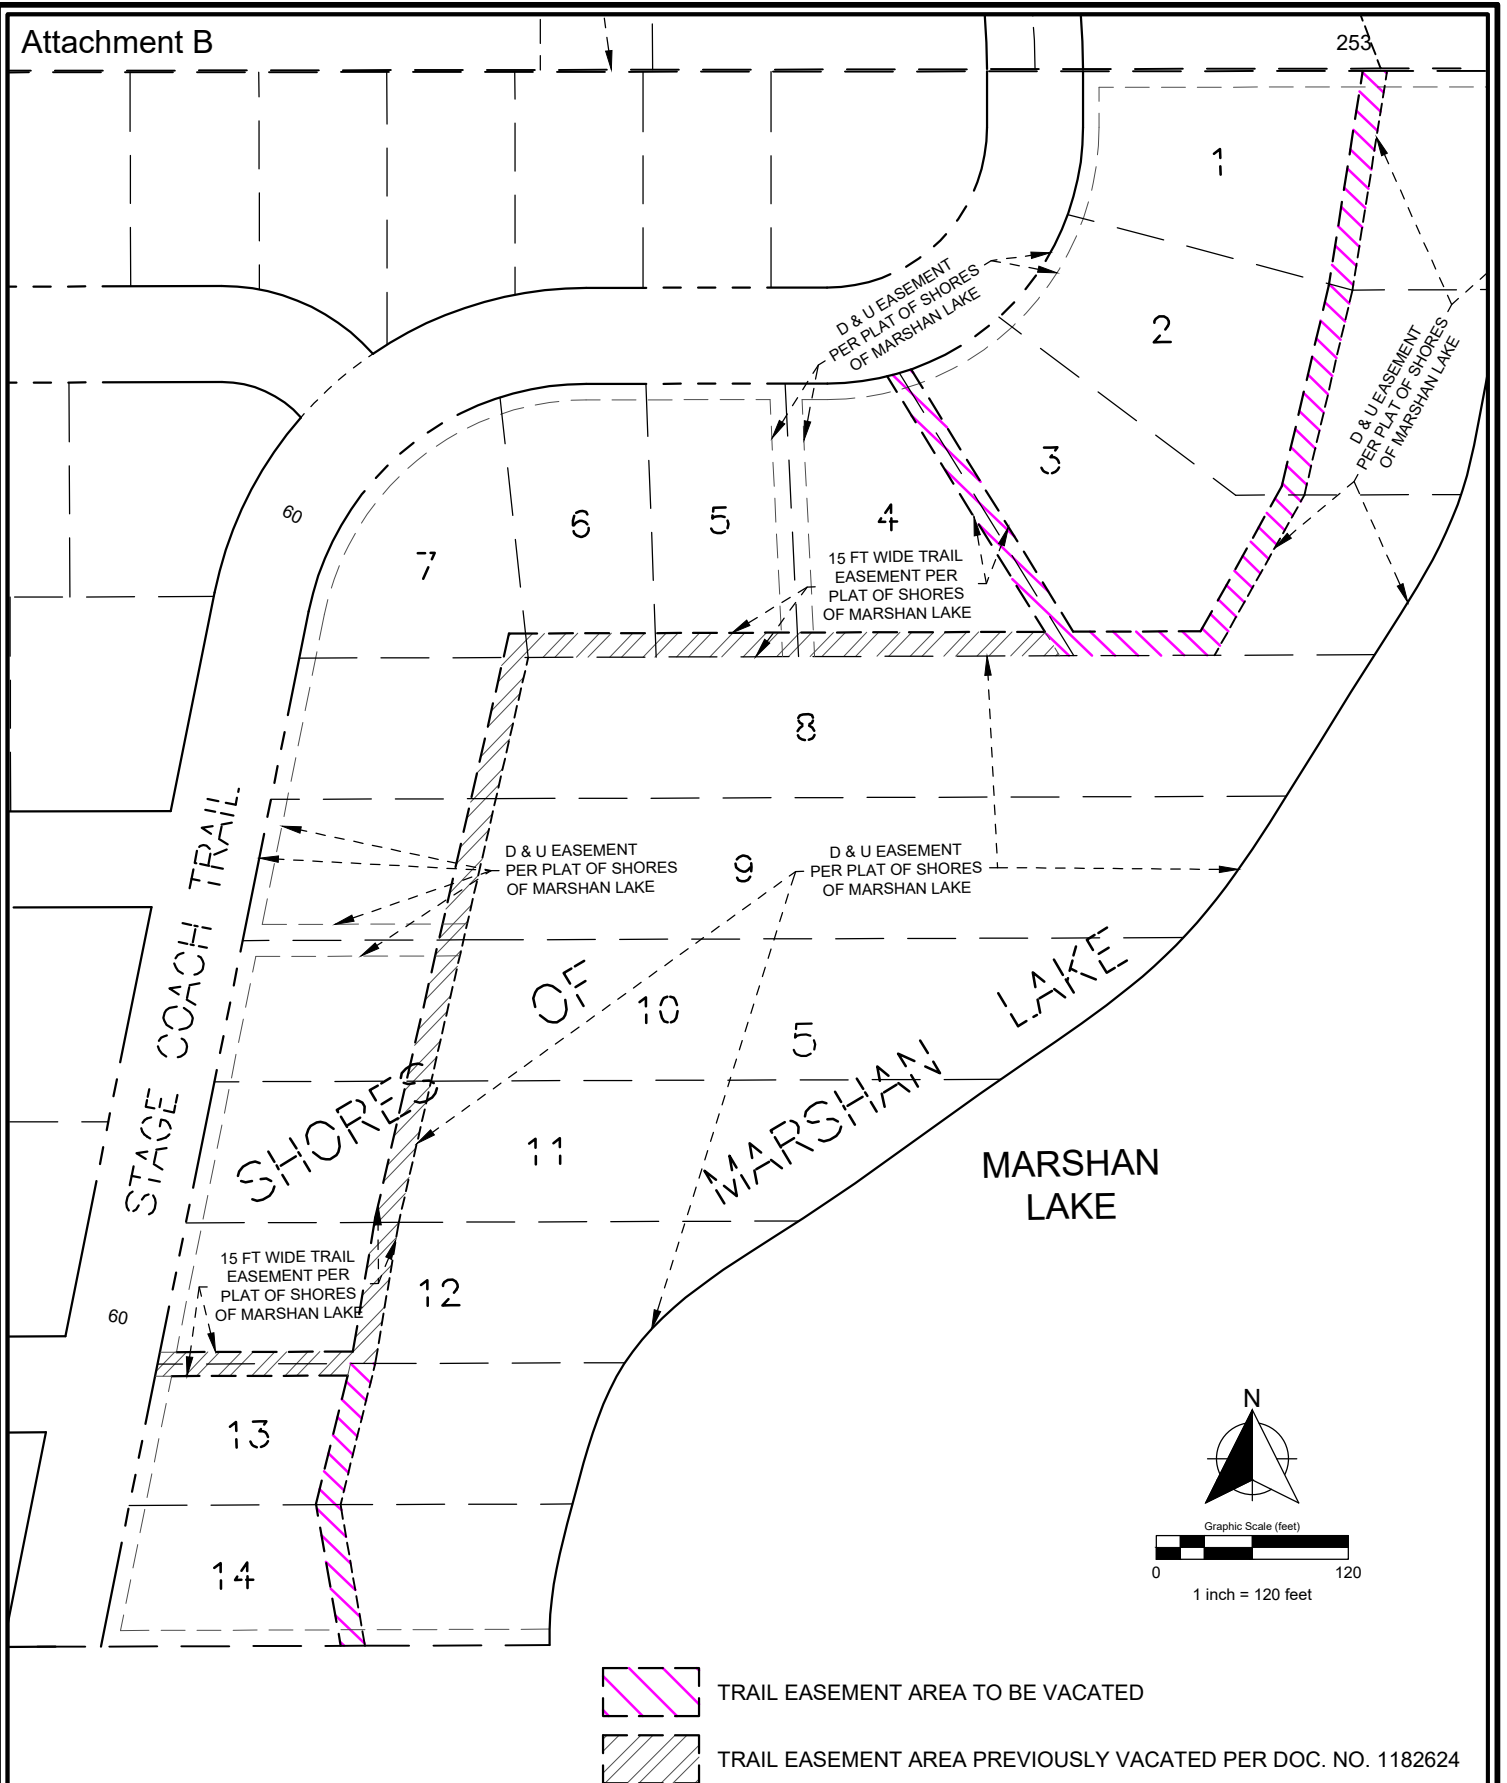 Attachment B
253
1
D & U EASEMENT
PER PLAT OF SHORES
OF MARSHAN LAKE
2
D & U EASEMENT
PER PLAT OF SHORES
OF MARSHAN LAKE
3
60
7
6
5
4
15 FT WIDE TRAIL
EASEMENT PER
PLAT OF SHORES
OF MARSHAN LAKE
8
STAGE COACH TRAIL
D & U EASEMENT
PER PLAT OF SHORES
OF MARSHAN LAKE
9
D & U EASEMENT
PER PLAT OF SHORES
OF MARSHAN LAKE
SHORES OF MARSHAN LAKE
10
5
11
MARSHAN
LAKE
15 FT WIDE TRAIL
EASEMENT PER
PLAT OF SHORES
OF MARSHAN LAKE
12
60
13
14
N
Graphic Scale (feet)
0 120
1 inch = 120 feet
TRAIL EASEMENT AREA TO BE VACATED
TRAIL EASEMENT AREA PREVIOUSLY VACATED PER DOC. NO. 1182624